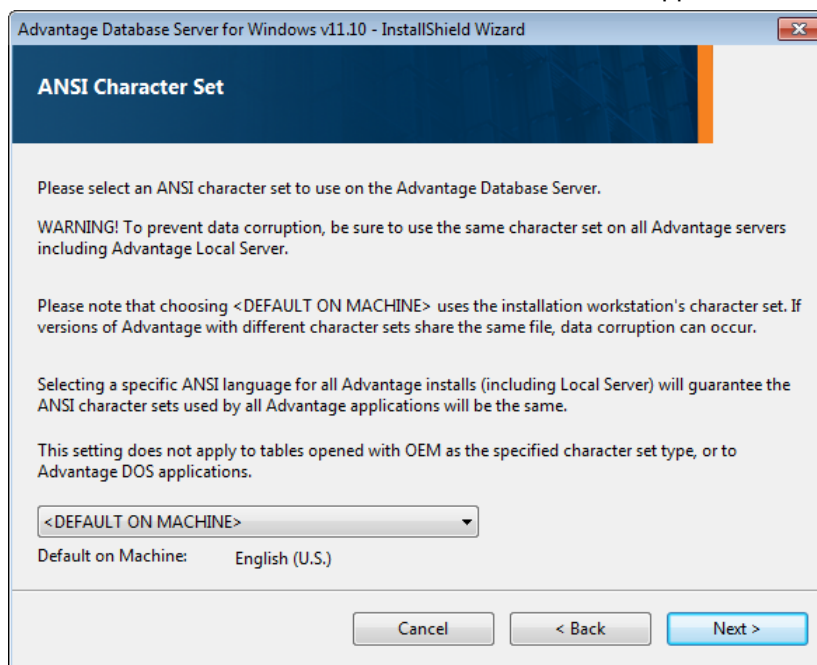 Advantage Database Server for Windows v11.10 - InstallShield Wizard
ANSI Character Set
Please select an ANSI character set to use on the Advantage Database Server.
WARNING! To prevent data corruption, be sure to use the same character set on all Advantage servers
including Advantage Local Server.
Please note that choosing <DEFAULT ON MACHINE> uses the installation workstation's character set. If
versions of Advantage with different character sets share the same file, data corruption can occur.
Selecting a specific ANSI language for all Advantage installs (including Local Server) will guarantee the
ANSI character sets used by all Advantage applications will be the same.
This setting does not apply to tables opened with OEM as the specified character set type, or to
Advantage DOS applications.
<DEFAULT ON MACHINE>
Default on Machine: English (U.S.)
Cancel < Back Next >